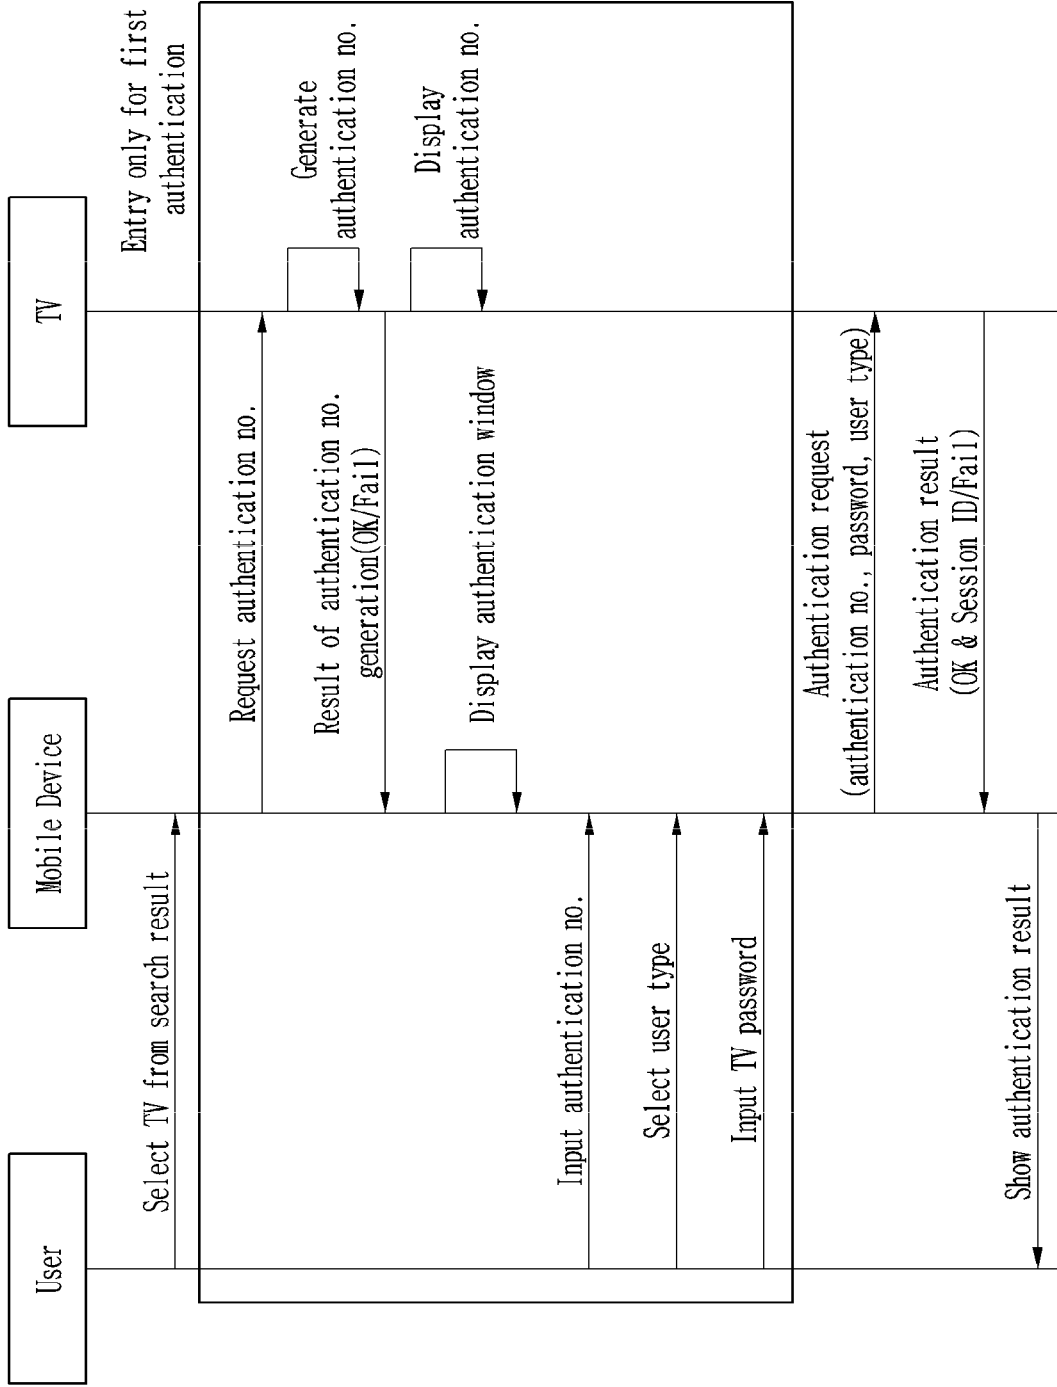 User
Mobile Device
TV
Entry only for first
authentication
Select TV from search result
Request authentication no.
Generate
authentication no.
Result of authentication no.
generation(OK/Fail)
Display
authentication no.
Display authentication window
Input authentication no.
Select user type
Input TV password
Authentication request
(authentication no., password, user type)
Authentication result
(OK & Session ID/Fail)
Show authentication result